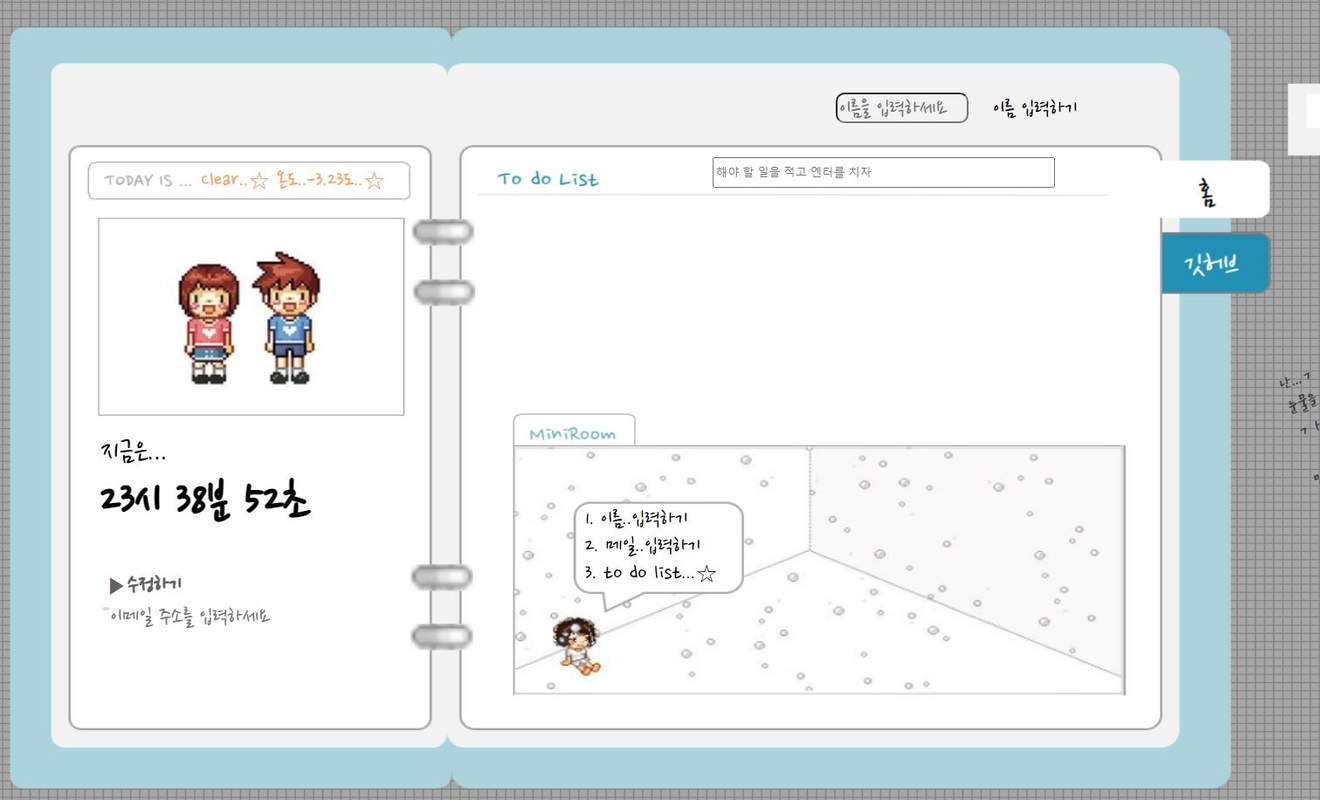 이름을 입력하세요 이름 입력하기
TODAY IS ... clear..☆ 온도..-3.23도..☆
To do List 해야 할 일을 적고 엔터를 치자
홈
깃허브
지금은...
23시 38분 52초
▶수정하기
이메일 주소를 입력하세요
MiniRoom
1. 이름..입력하기
2. 메일..입력하기
3. to do list...☆
난...ㄱ
눈물을
ㄱ